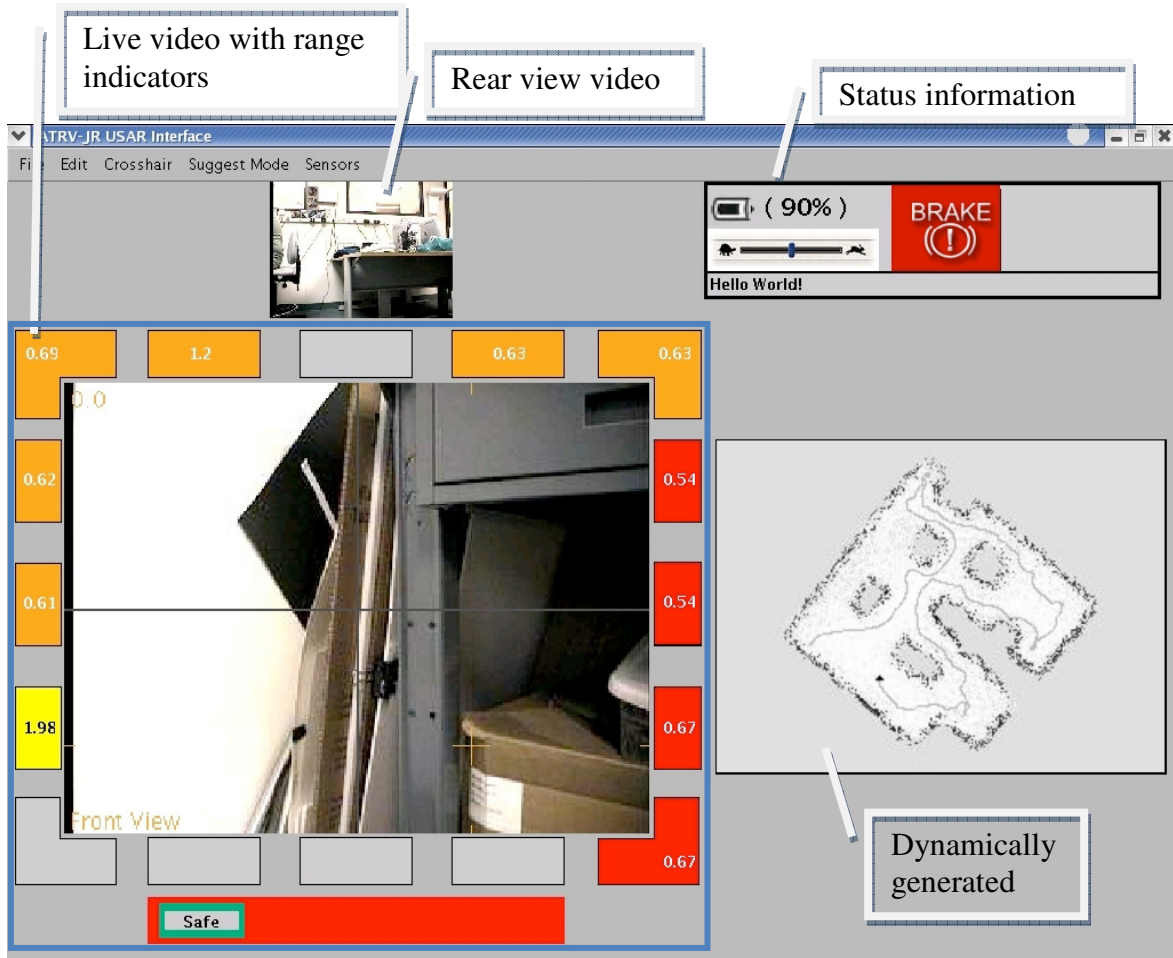 Live video with range
indicators
Rear view video
Status information
ATRV-JR USAR Interface
File Edit Crosshair Suggest Mode Sensors
( 90% )
BRAKE
(!)
Hello World!
0.69 1.2 0.63 0.63
0.0
0.62 0.54
0.61 0.54
1.98 0.67
Front View
0.67
Safe
Dynamically
generated